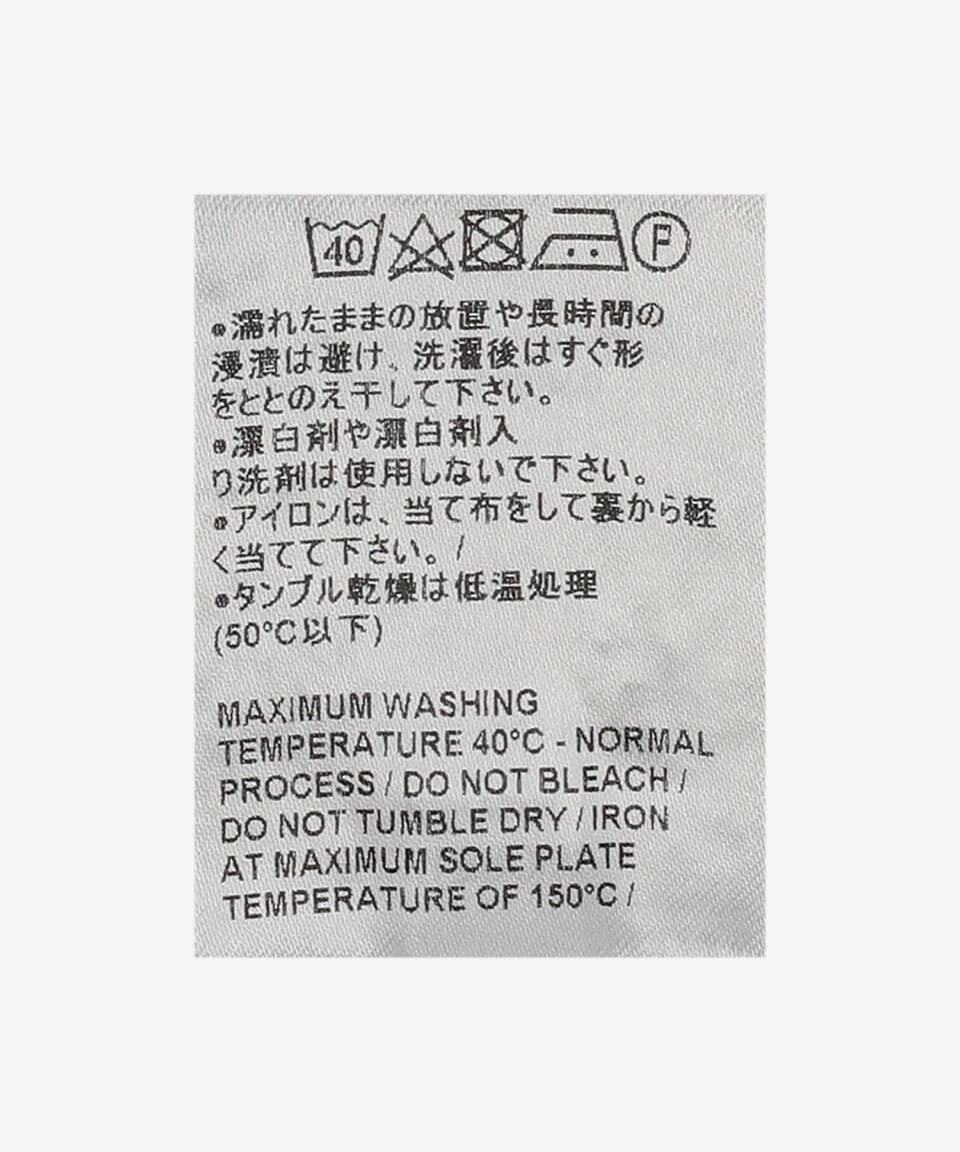 40 P
●濡れたままの放置や長時間の
浸漬は避け、洗濯後はすぐ形
をととのえ干して下さい。
●漂白剤や漂白剤入
り洗剤は使用しないで下さい。
●アイロンは、当て布をして裏から軽
く当てて下さい。/
●タンブル乾燥は低温処理
(50°C以下)
MAXIMUM WASHING
TEMPERATURE 40°C - NORMAL
PROCESS / DO NOT BLEACH /
DO NOT TUMBLE DRY / IRON
AT MAXIMUM SOLE PLATE
TEMPERATURE OF 150°C /